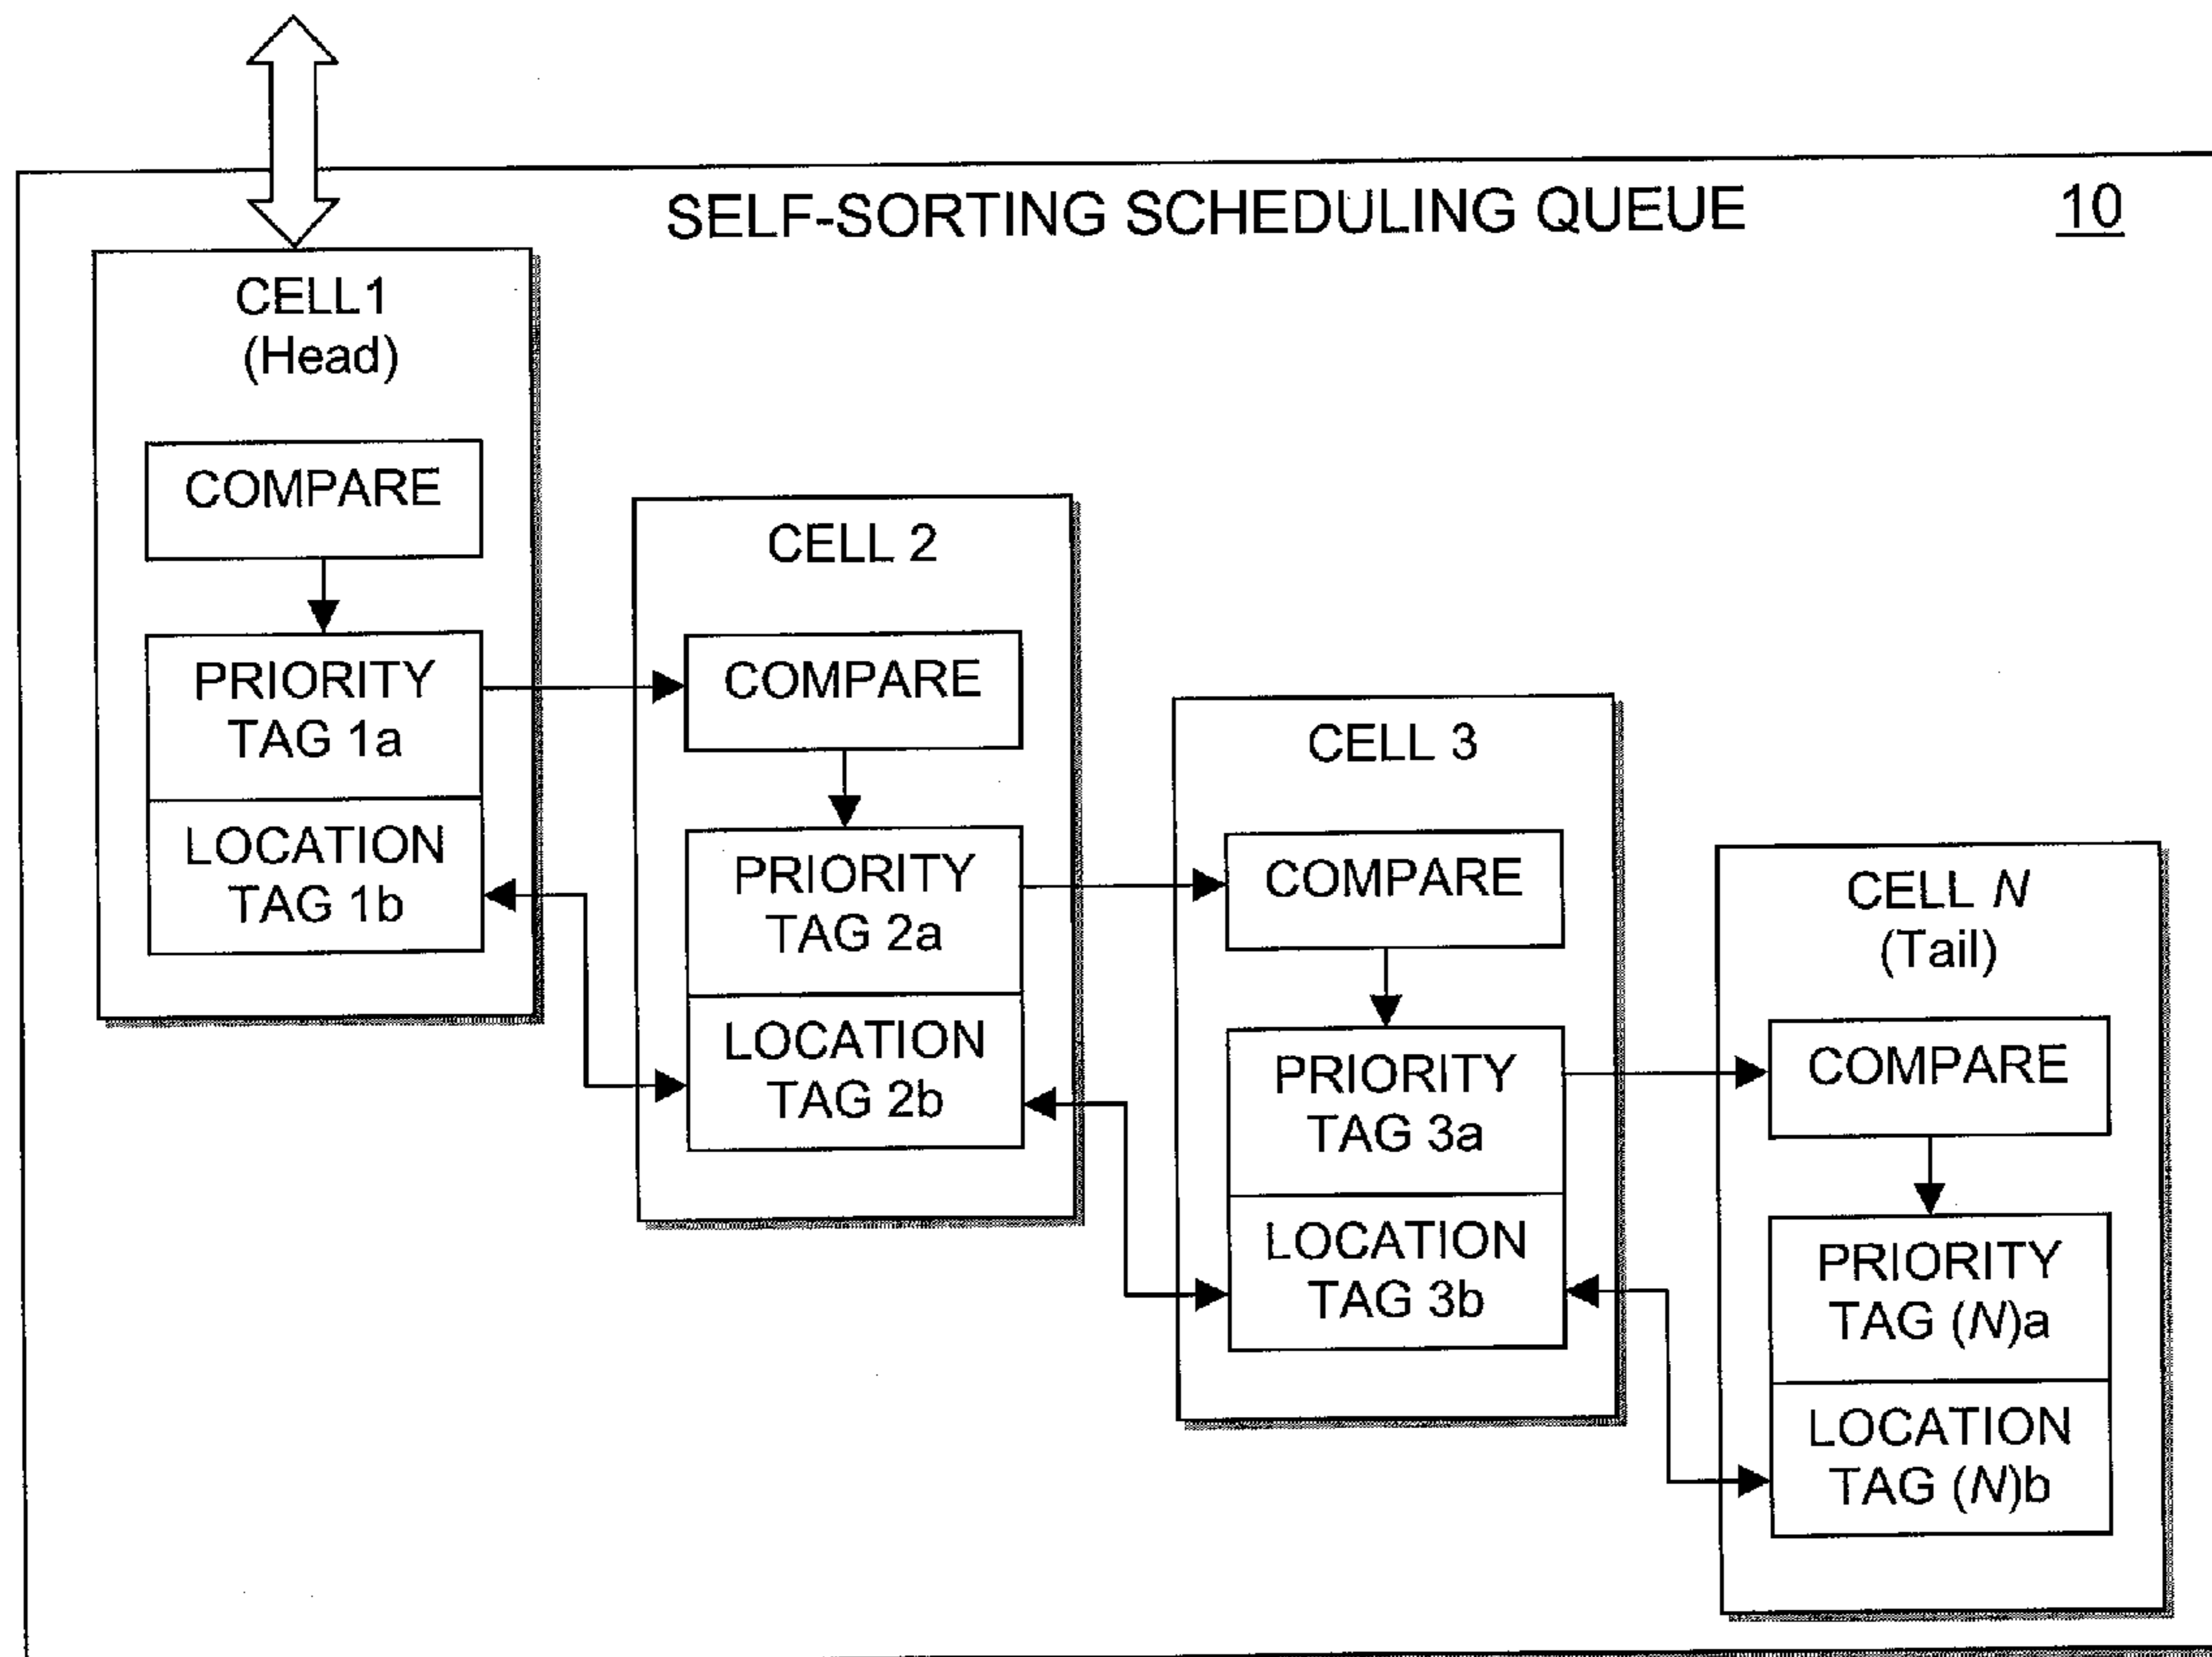 SELF-SORTING SCHEDULING QUEUE
10
CELL1
(Head)
COMPARE
PRIORITY
TAG 1a
LOCATION
TAG 1b
CELL 2
COMPARE
PRIORITY
TAG 2a
LOCATION
TAG 2b
CELL 3
COMPARE
PRIORITY
TAG 3a
LOCATION
TAG 3b
CELL N
(Tail)
COMPARE
PRIORITY
TAG (N)a
LOCATION
TAG (N)b